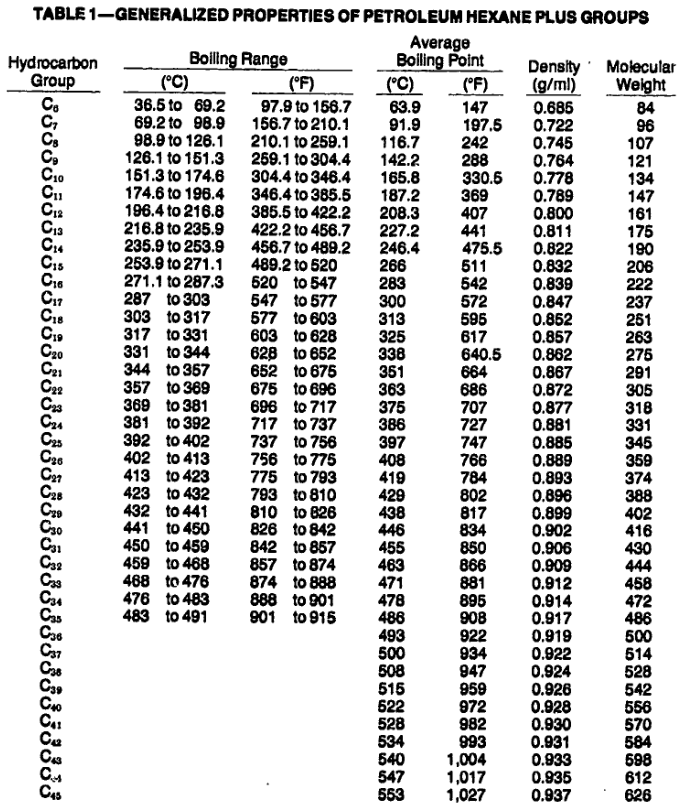 TABLE 1—GENERALIZED PROPERTIES OF PETROLEUM HEXANE PLUS GROUPS
Hydrocarbon Group Boiling Range Average Boiling Point Density (g/ml) Molecular Weight
(°C) (°F) (°C) (°F)
C6 36.5 to 69.2 97.9 to 156.7 63.9 147 0.685 84
C7 69.2 to 98.9 156.7 to 210.1 91.9 197.5 0.722 96
C8 98.9 to 126.1 210.1 to 259.1 116.7 242 0.745 107
C9 126.1 to 151.3 259.1 to 304.4 142.2 288 0.764 121
C10 151.3 to 174.6 304.4 to 346.4 165.8 330.5 0.778 134
C11 174.6 to 196.4 346.4 to 385.5 187.2 369 0.789 147
C12 196.4 to 216.8 385.5 to 422.2 208.3 407 0.800 161
C13 216.8 to 235.9 422.2 to 456.7 227.2 441 0.811 175
C14 235.9 to 253.9 456.7 to 489.2 246.4 475.5 0.822 190
C15 253.9 to 271.1 489.2 to 520 266 511 0.832 206
C16 271.1 to 287.3 520 to 547 283 542 0.839 222
C17 287 to 303 547 to 577 300 572 0.847 237
C18 303 to 317 577 to 603 313 595 0.852 251
C19 317 to 331 603 to 628 325 617 0.857 263
C20 331 to 344 628 to 652 338 640.5 0.862 275
C21 344 to 357 652 to 675 351 664 0.867 291
C22 357 to 369 675 to 696 363 686 0.872 305
C23 369 to 381 696 to 717 375 707 0.877 318
C24 381 to 392 717 to 737 386 727 0.881 331
C25 392 to 402 737 to 756 397 747 0.885 345
C26 402 to 413 756 to 775 408 766 0.889 359
C27 413 to 423 775 to 793 419 784 0.893 374
C28 423 to 432 793 to 810 429 802 0.896 388
C29 432 to 441 810 to 826 438 817 0.899 402
C30 441 to 450 826 to 842 446 834 0.902 416
C31 450 to 459 842 to 857 455 850 0.906 430
C32 459 to 468 857 to 874 463 866 0.909 444
C33 468 to 476 874 to 888 471 881 0.912 458
C34 476 to 483 888 to 901 478 895 0.914 472
C35 483 to 491 901 to 915 486 908 0.917 486
C36 493 922 0.919 500
C37 500 934 0.922 514
C38 508 947 0.924 528
C39 515 959 0.926 542
C40 522 972 0.928 556
C41 528 982 0.930 570
C42 534 993 0.931 584
C43 540 1,004 0.933 598
547 1,017 0.935 612
C45 553 1,027 0.937 626